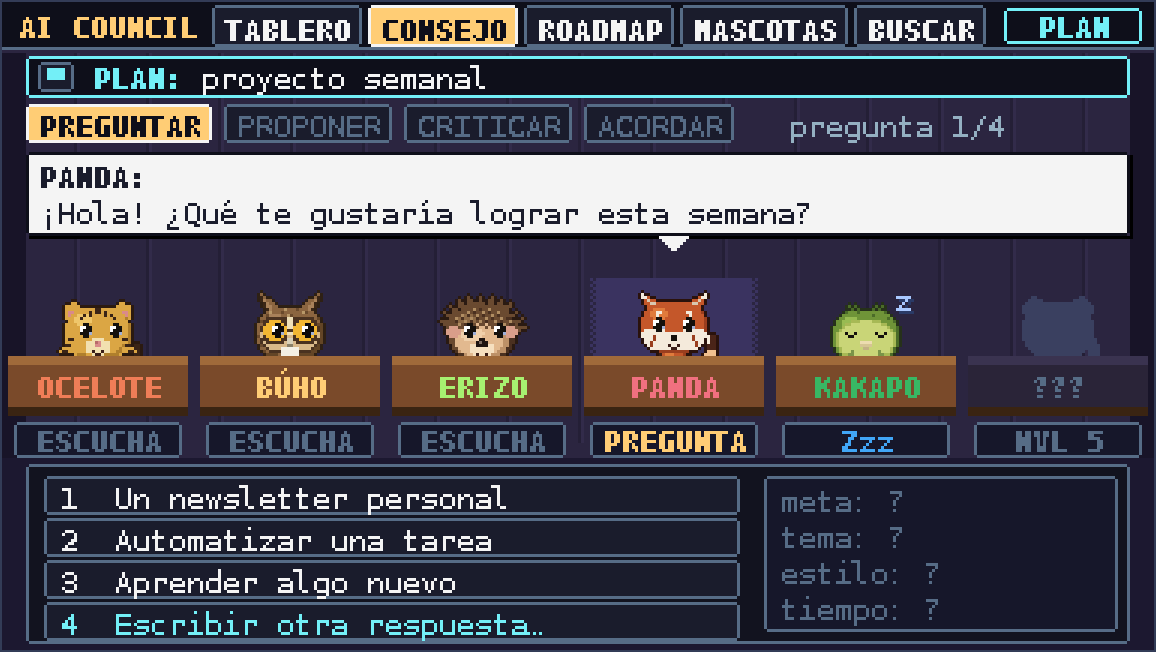 AI COUNCIL TABLERO CONSEJO ROADMAP MASCOTAS BUSCAR PLAN
PLAN: proyecto semanal
PREGUNTAR PROPONER CRITICAR ACORDAR pregunta 1/4
PANDA:
¡Hola! ¿Qué te gustaría lograr esta semana?
z
OCELOTE BÚHO ERIZO PANDA KAKAPO ???
ESCUCHA ESCUCHA ESCUCHA PREGUNTA Zzz NVL 5
1 Un newsletter personal
2 Automatizar una tarea
3 Aprender algo nuevo
4 Escribir otra respuesta..
meta: ?
tema: ?
estilo: ?
tiempo: ?